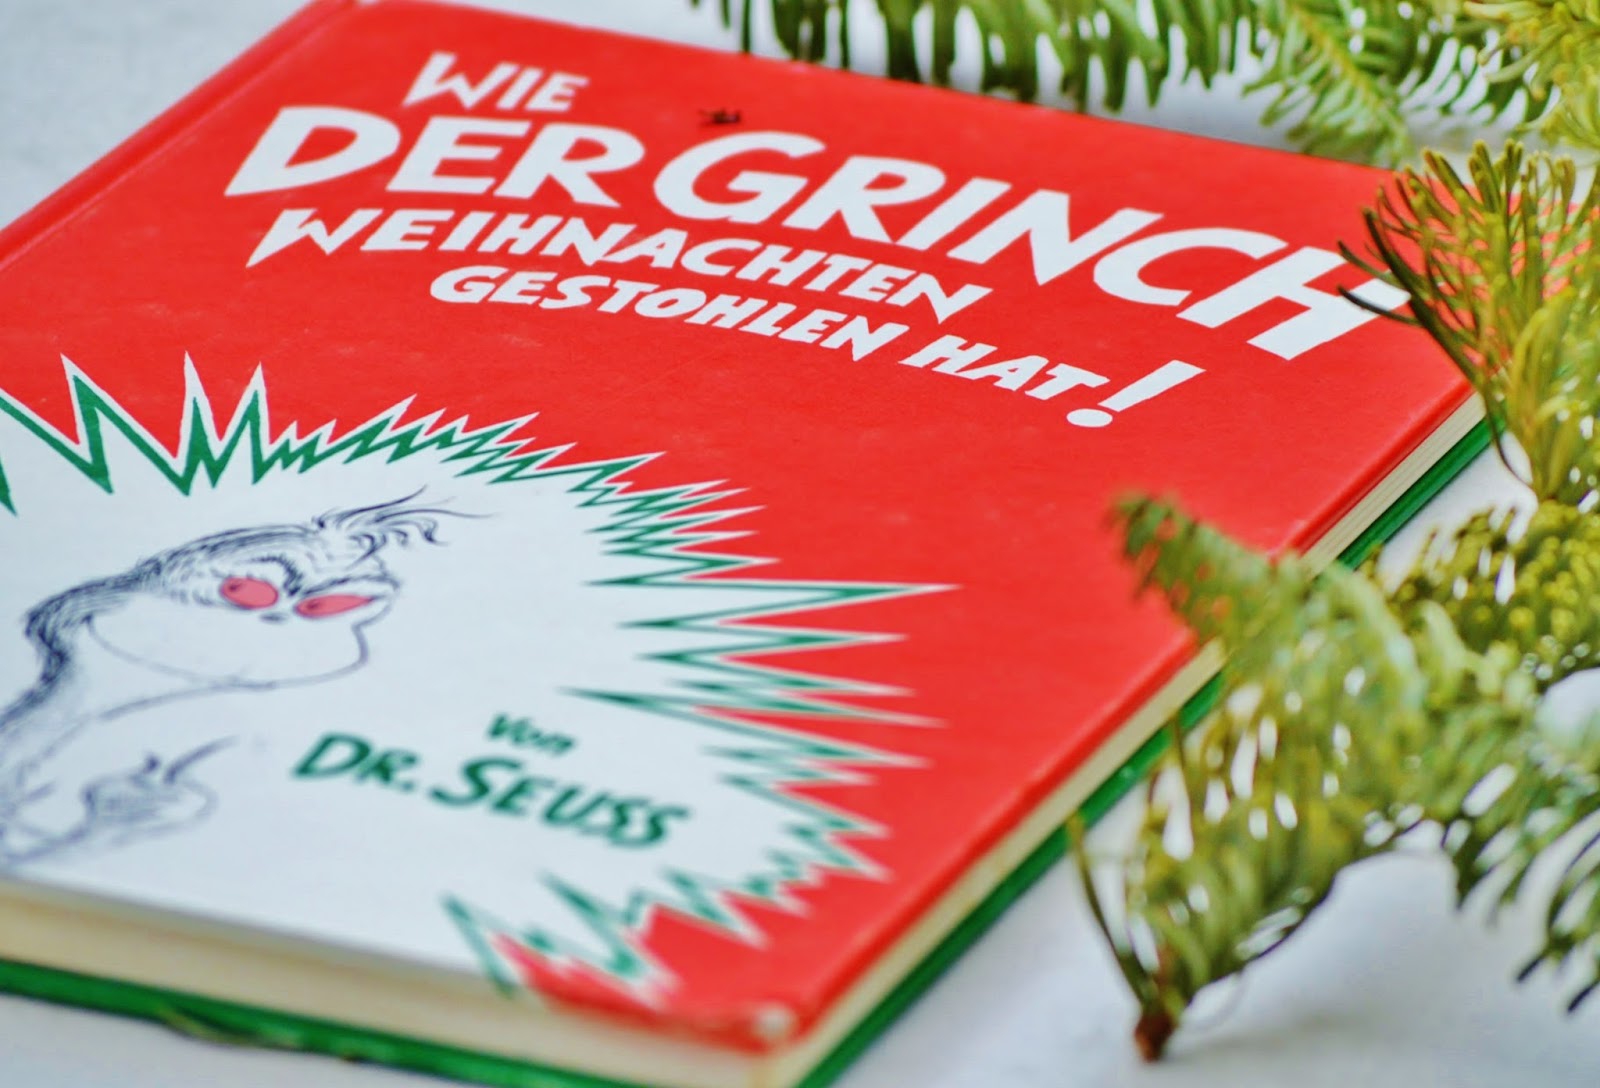 WIE
DER GRINCH
WEIHNACHTEN
GESTOHLEN HAT!
Von
DR. SEUSS